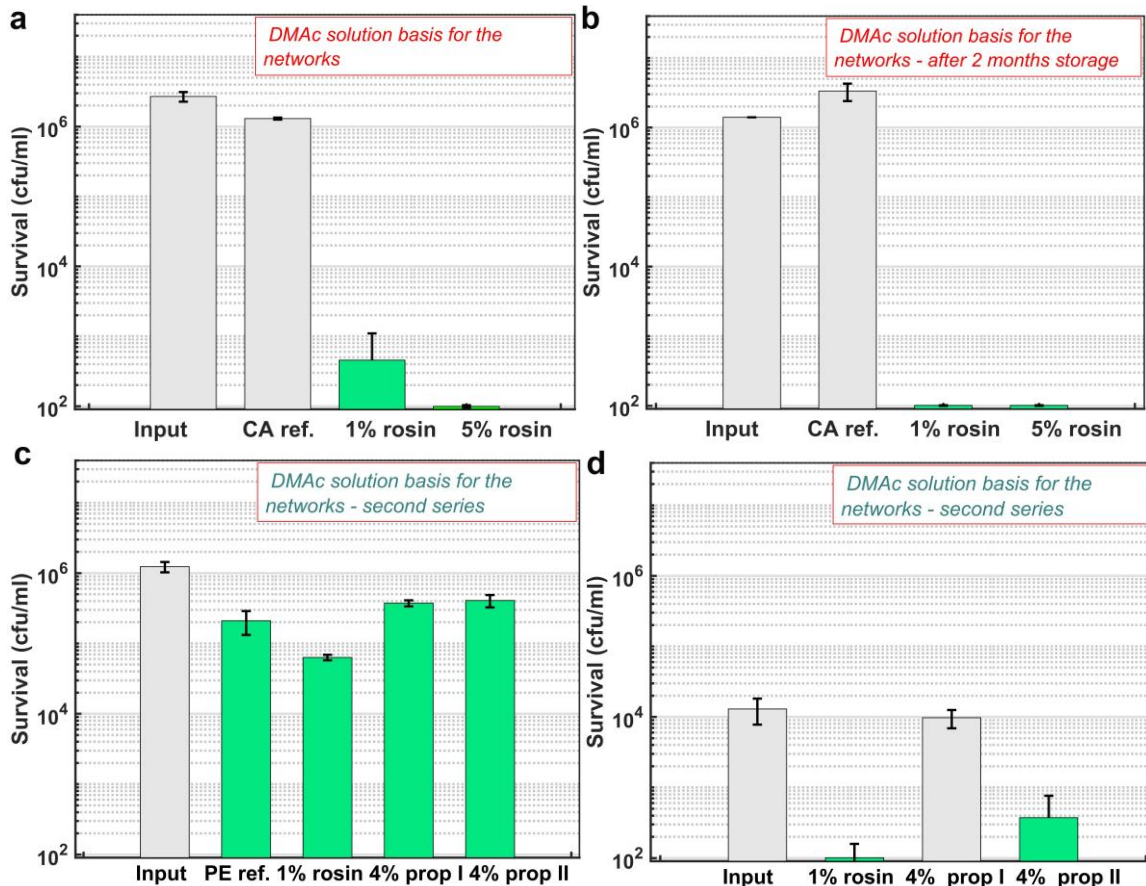 a
DMAc solution basis for the
networks
Survival (cfu/ml)
10^6
10^4
10^2
Input CA ref. 1% rosin 5% rosin
b
DMAc solution basis for the
networks - after 2 months storage
Survival (cfu/ml)
10^6
10^4
10^2
Input CA ref. 1% rosin 5% rosin
c
DMAc solution basis for the
networks - second series
Survival (cfu/ml)
10^6
10^4
10^2
Input PE ref. 1% rosin 4% prop I 4% prop II
d
DMAc solution basis for the
networks - second series
Survival (cfu/ml)
10^6
10^4
10^2
Input 1% rosin 4% prop I 4% prop II